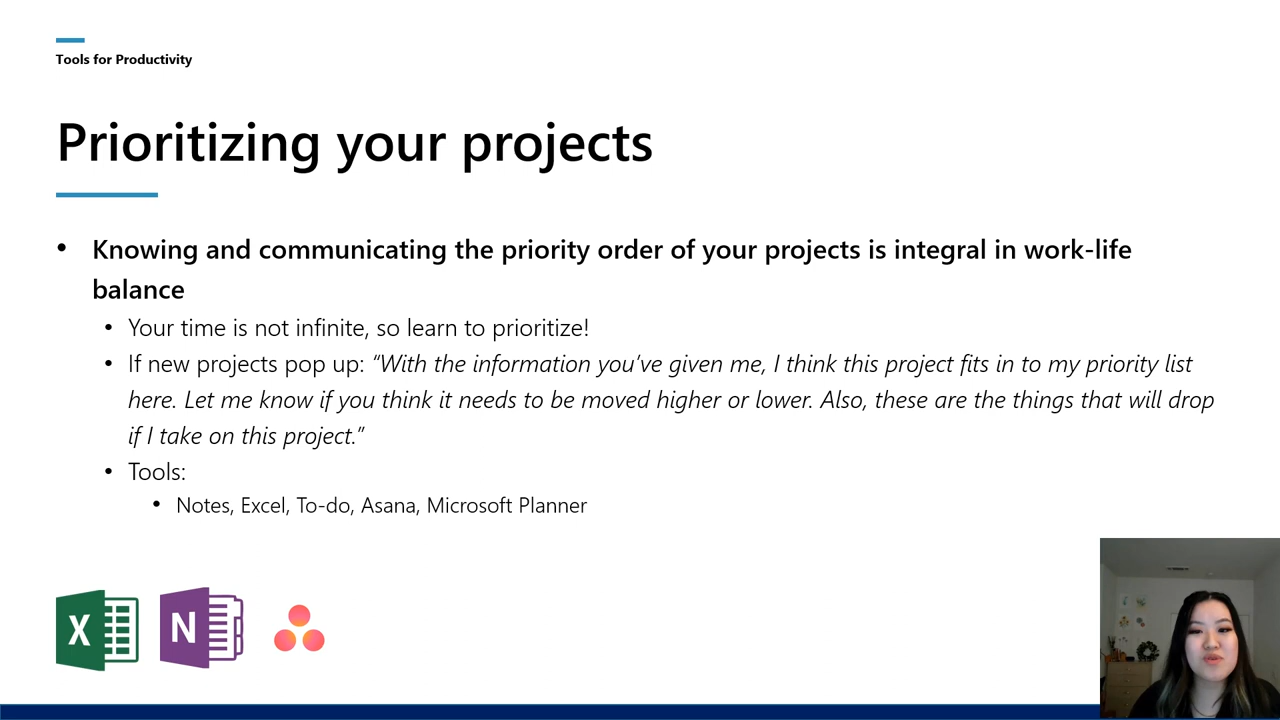 Tools for Productivity
Prioritizing your projects
• Knowing and communicating the priority order of your projects is integral in work-life
balance
• Your time is not infinite, so learn to prioritize!
• If new projects pop up: “With the information you’ve given me, I think this project fits in to my priority list
here. Let me know if you think it needs to be moved higher or lower. Also, these are the things that will drop
if I take on this project.”
• Tools:
• Notes, Excel, To-do, Asana, Microsoft Planner
X
N